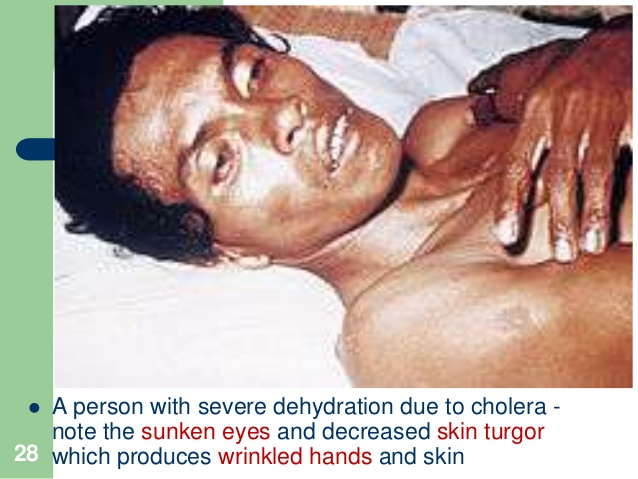 A person with severe dehydration due to cholera -
note the sunken eyes and decreased skin turgor
which produces wrinkled hands and skin
28